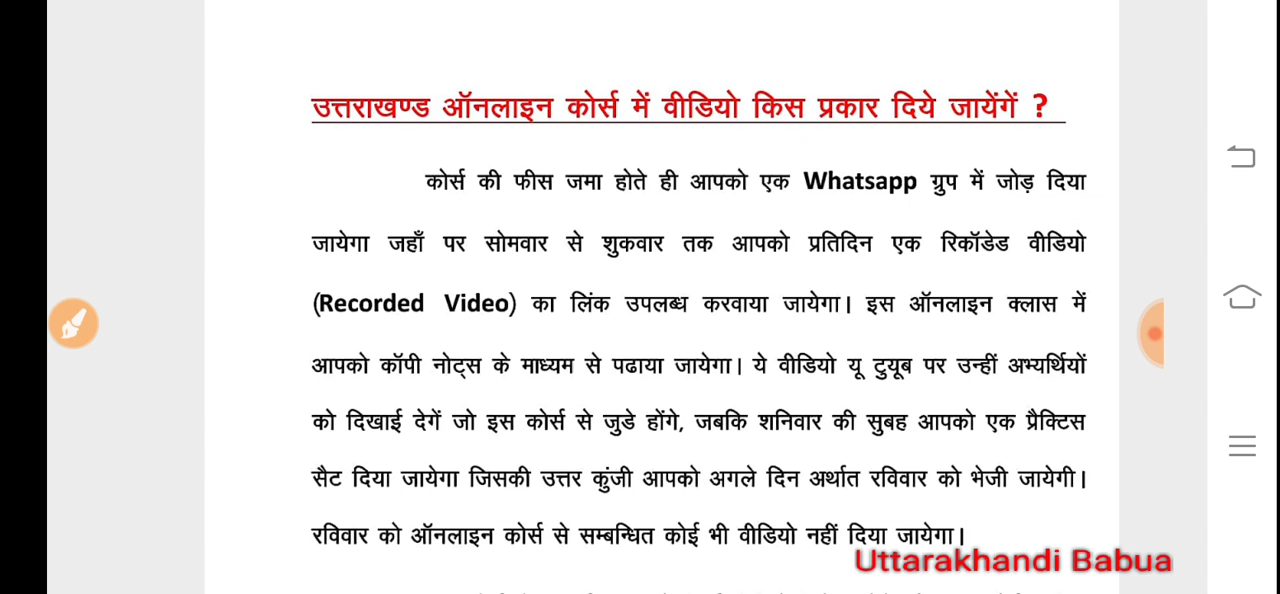 उत्तराखण्ड ऑनलाइन कोर्स में वीडियो किस प्रकार दिये जायेंगें ?
कोर्स की फीस जमा होते ही आपको एक Whatsapp ग्रुप में जोड़ दिया
जायेगा जहाँ पर सोमवार से शुकवार तक आपको प्रतिदिन एक रिकॉडेड वीडियो
(Recorded Video) का लिंक उपलब्ध करवाया जायेगा। इस ऑनलाइन क्लास में
आपको कॉपी नोट्स के माध्यम से पढाया जायेगा। ये वीडियो यू टुयूब पर उन्हीं अभ्यर्थियों
को दिखाई देगें जो इस कोर्स से जुडे होंगे, जबकि शनिवार की सुबह आपको एक प्रैक्टिस
सैट दिया जायेगा जिसकी उत्तर कुंजी आपको अगले दिन अर्थात रविवार को भेजी जायेगी।
रविवार को ऑनलाइन कोर्स से सम्बन्धित कोई भी वीडियो नहीं दिया जायेगा।
Uttarakhandi Babua